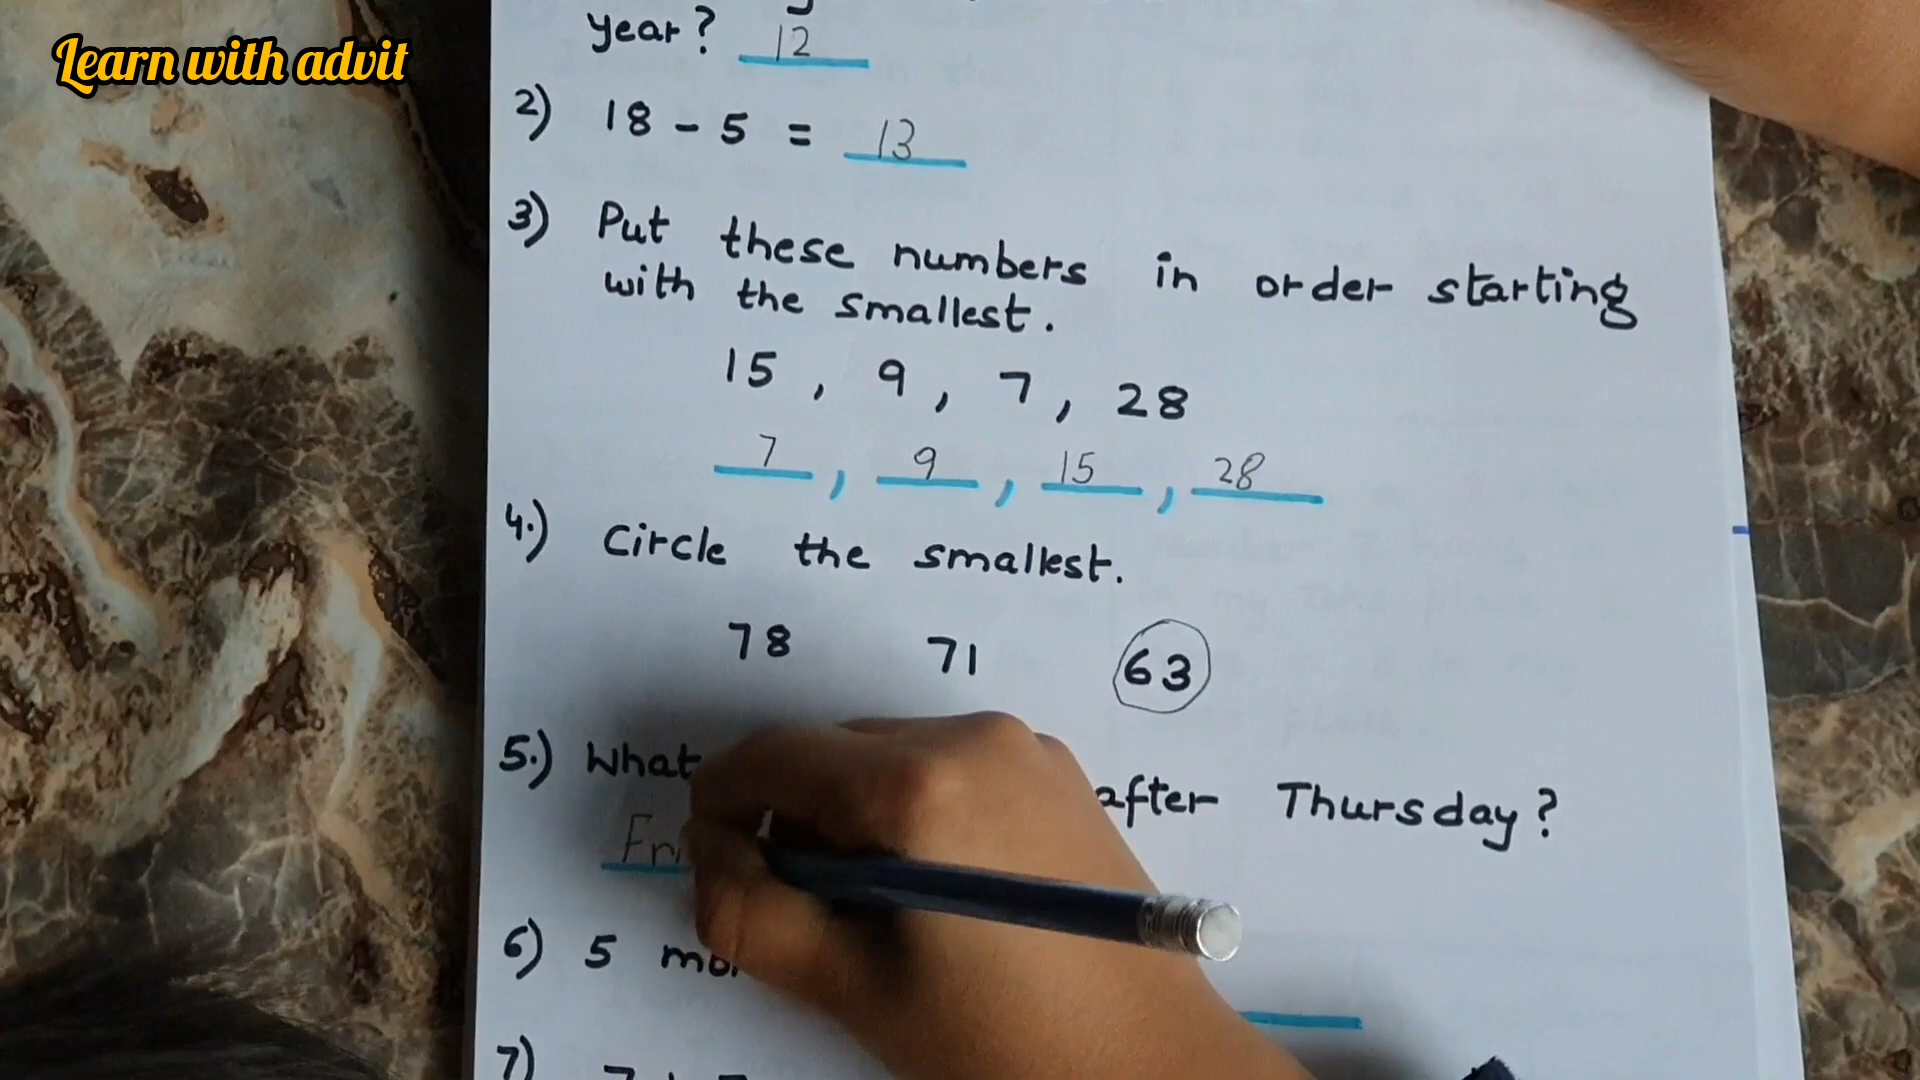 Learn with advit
year? 12
2) 18 - 5 = 13
3) Put these numbers in order starting
with the smallest.
15 , 9 , 7 , 28
7 , 9 , 15 , 28
4.) Circle the smallest.
78 71 63
5.) What after Thursday?
Fri
6) 5
7)